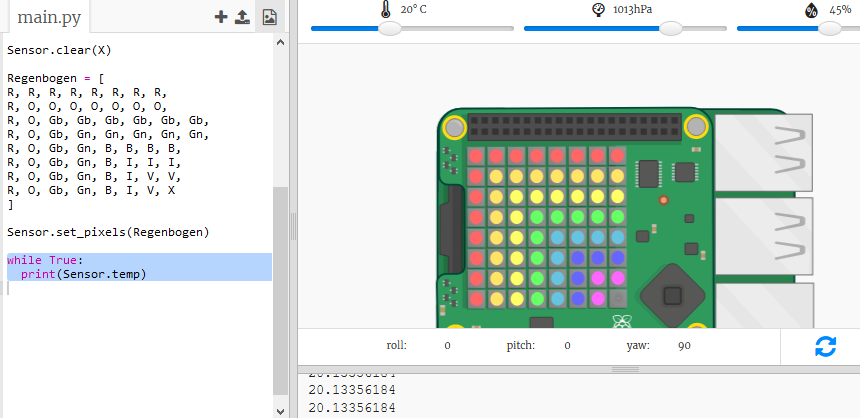 main.py
20° C
1013hPa
45%
Sensor.clear(X)
Regenbogen = [
R, R, R, R, R, R, R, R,
R, O, O, O, O, O, O, O,
R, O, Gb, Gb, Gb, Gb, Gb, Gb,
R, O, Gb, Gn, Gn, Gn, Gn, Gn,
R, O, Gb, Gn, B, B, B, B,
R, O, Gb, Gn, B, I, I, I,
R, O, Gb, Gn, B, I, V, V,
R, O, Gb, Gn, B, I, V, X
]
Sensor.set_pixels(Regenbogen)
while True:
  print(Sensor.temp)
roll: 0 pitch: 0 yaw: 90
20.13356184
20.13356184
20.13356184